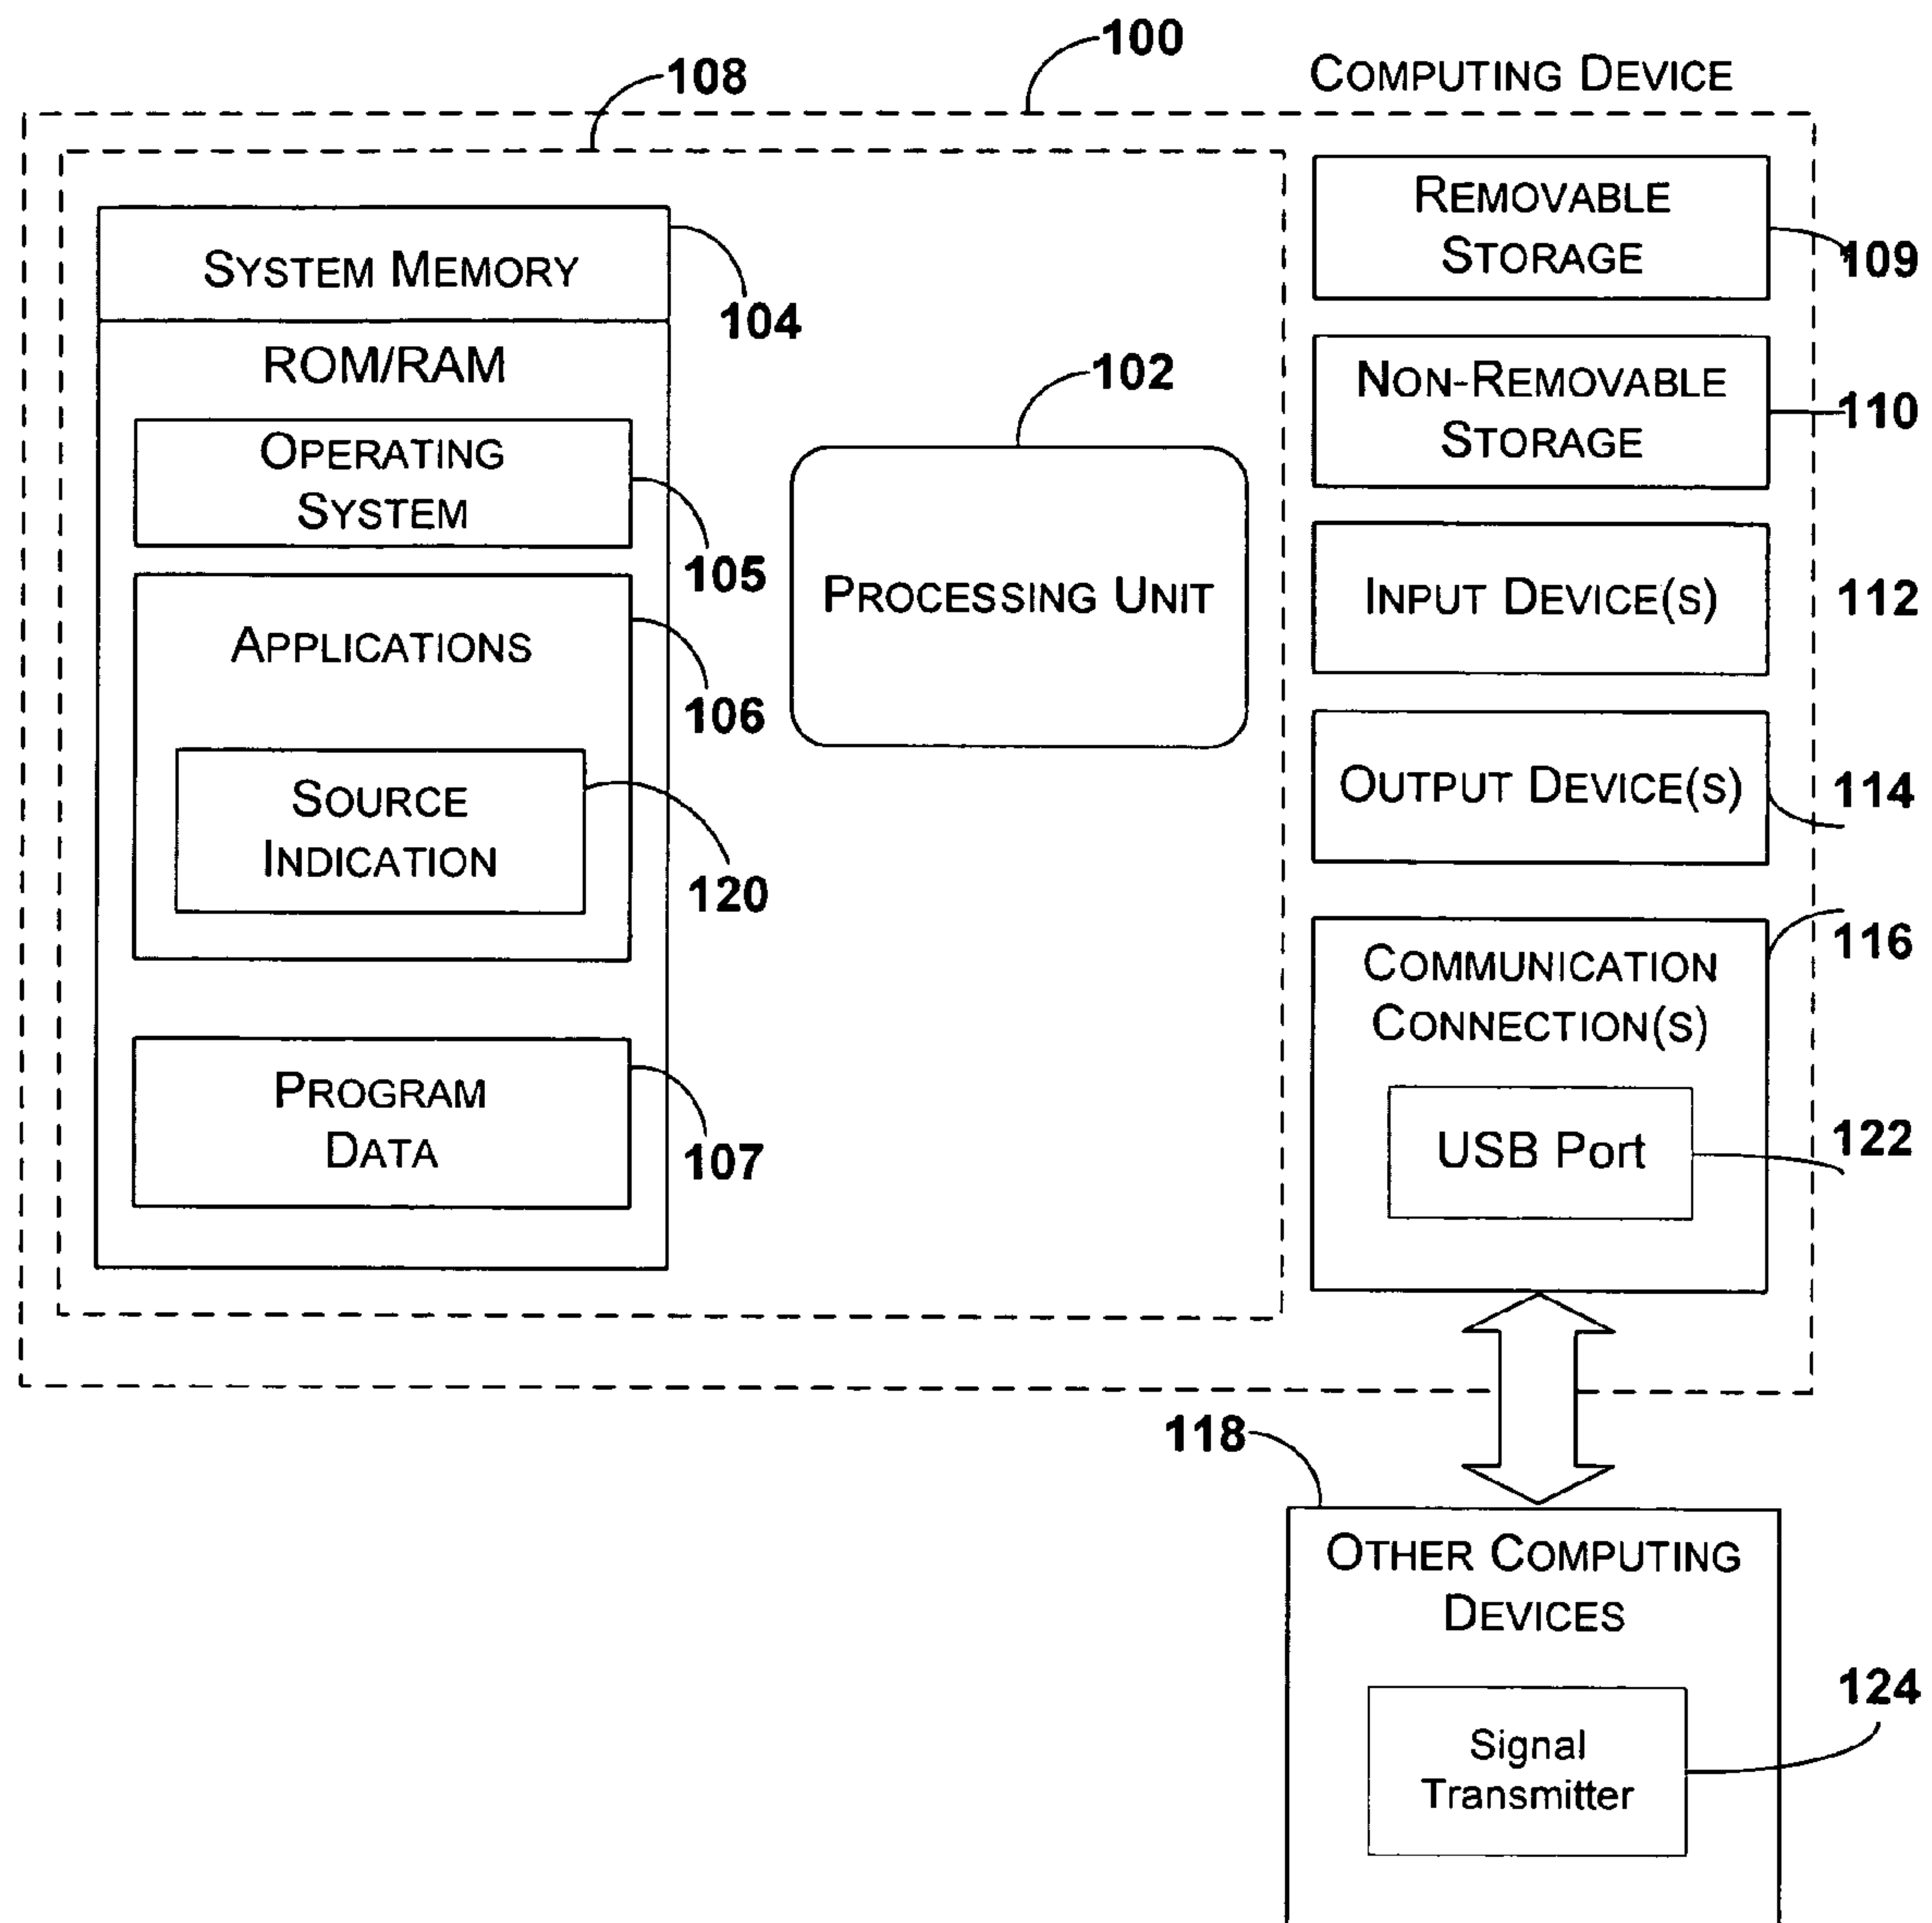 100
COMPUTING DEVICE
108
SYSTEM MEMORY
104
ROM/RAM
OPERATING
SYSTEM
105
APPLICATIONS
106
SOURCE
INDICATION
120
PROGRAM
DATA
107
102
PROCESSING UNIT
REMOVABLE
STORAGE
109
NON-REMOVABLE
STORAGE
110
INPUT DEVICE(S)
112
OUTPUT DEVICE(S)
114
COMMUNICATION
CONNECTION(S)
116
USB Port
122
118
OTHER COMPUTING
DEVICES
Signal
Transmitter
124